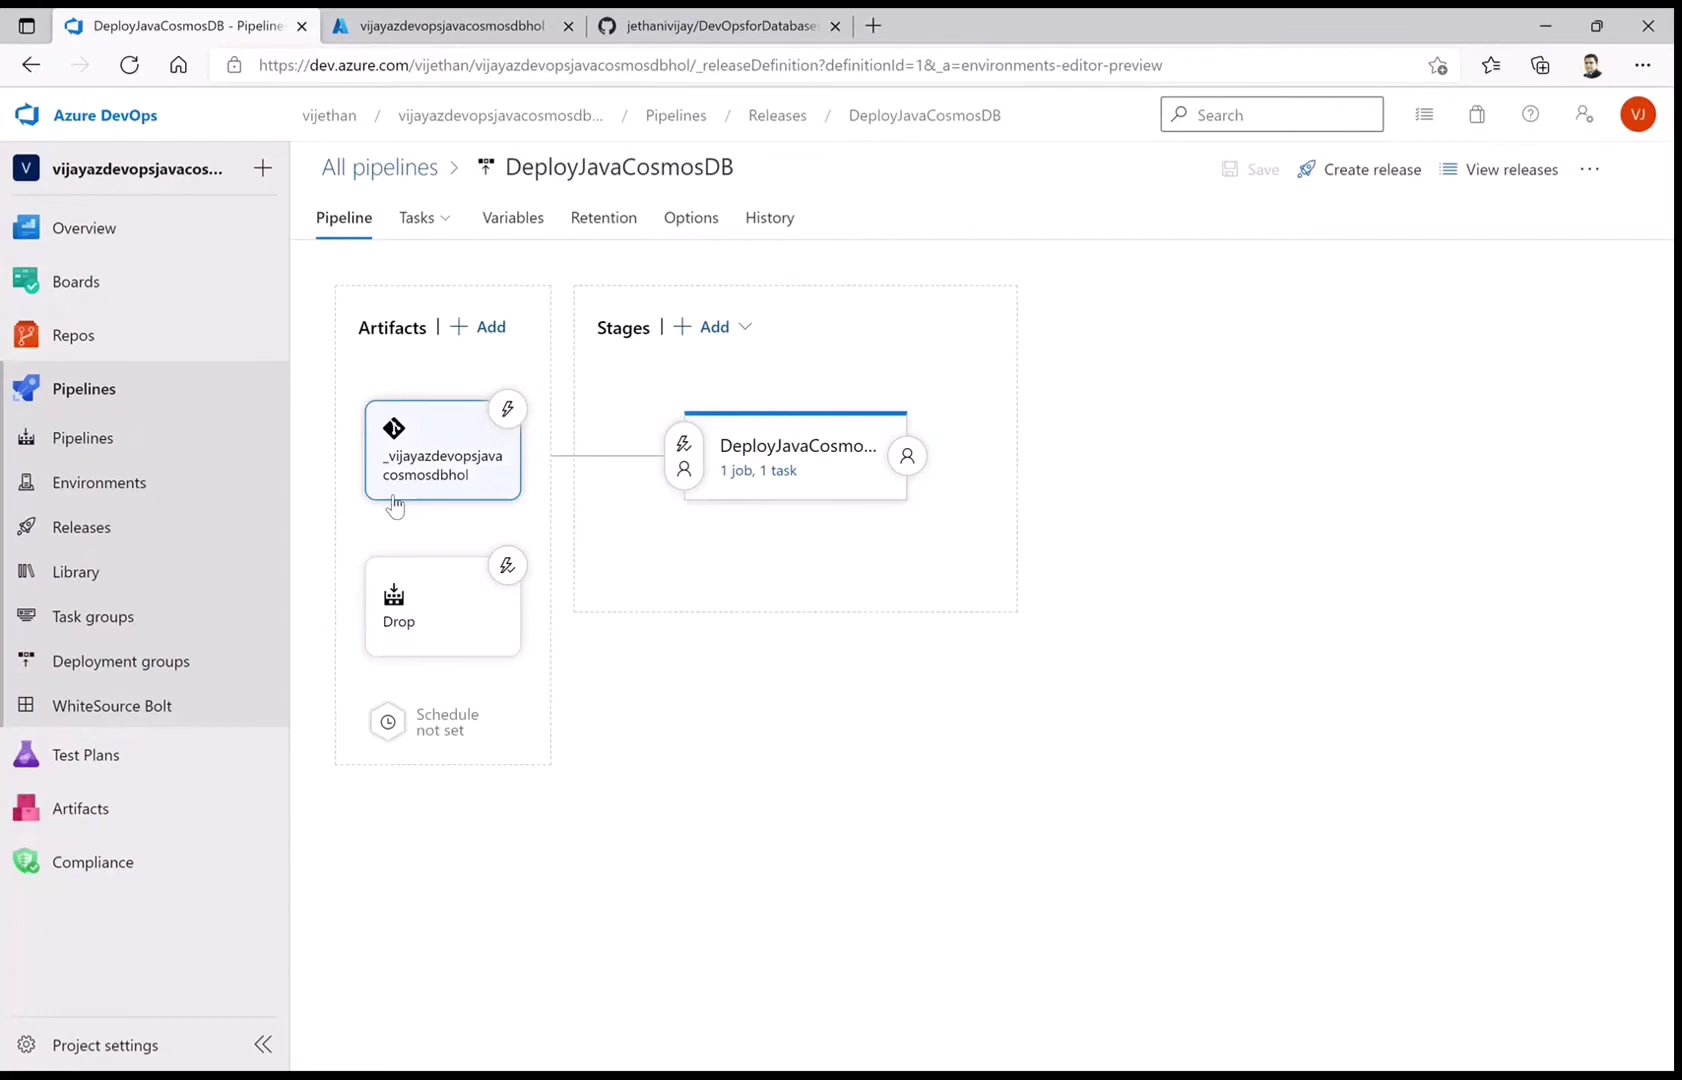 DeployJavaCosmosDB - Pipeline
vijayazdevopsjavacosmosdbhol
jethanivijay/DevOpsforDatabase
https://dev.azure.com/vijethan/vijayazdevopsjavacosmosdbhol/_releaseDefinition?definitionId=1&_a=environments-editor-preview
Azure DevOps
vijethan / vijayazdevopsjavacosmosdb... / Pipelines / Releases / DeployJavaCosmosDB
Search
VJ
V vijayazdevopsjavacos...
All pipelines > DeployJavaCosmosDB
Save Create release View releases ...
Pipeline Tasks Variables Retention Options History
Overview
Boards
Repos
Pipelines
Pipelines
Environments
Releases
Library
Task groups
Deployment groups
WhiteSource Bolt
Test Plans
Artifacts
Compliance
Project settings
Artifacts | + Add
_vijayazdevopsjava
cosmosdbhol
Drop
Schedule
not set
Stages | + Add
DeployJavaCosmo...
1 job, 1 task